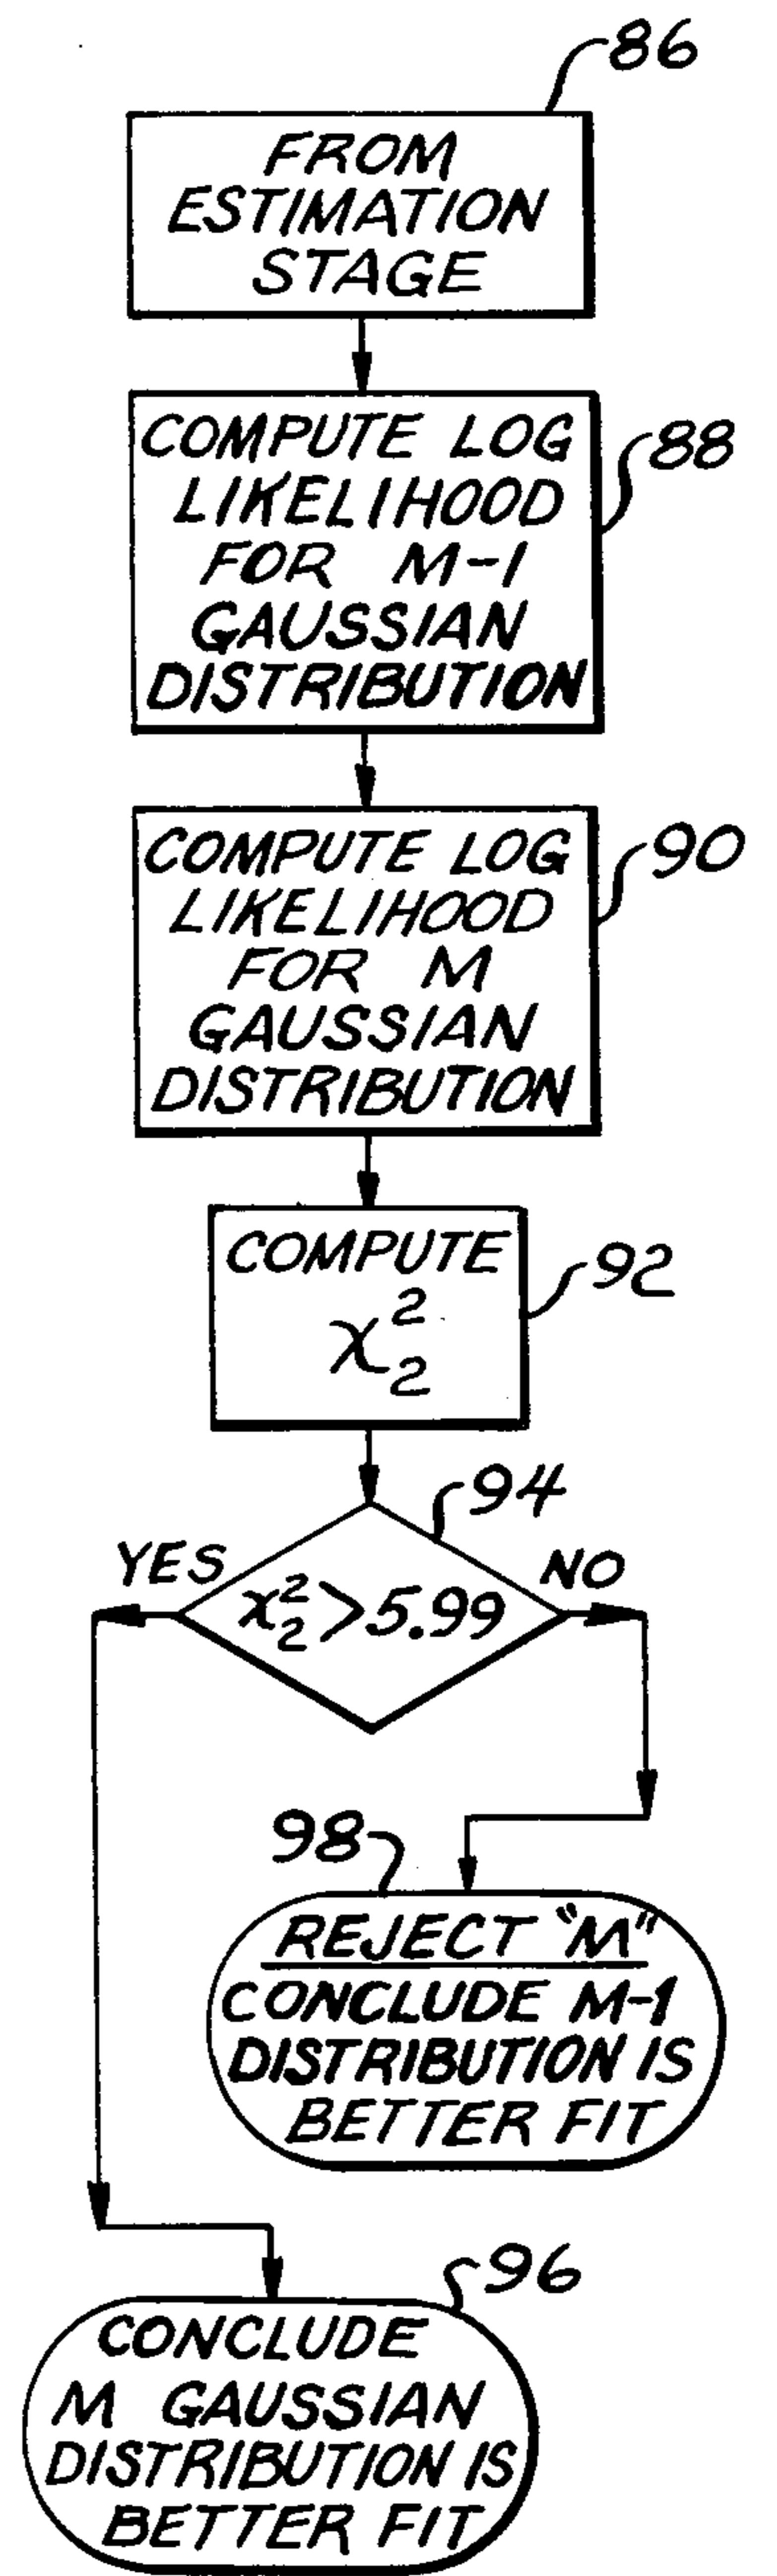 86
FROM
ESTIMATION
STAGE
COMPUTE LOG
LIKELIHOOD
FOR M-1
GAUSSIAN
DISTRIBUTION
88
COMPUTE LOG
LIKELIHOOD
FOR M
GAUSSIAN
DISTRIBUTION
90
COMPUTE
χ²₂
92
94
YES
χ²₂>5.99
NO
98
REJECT "M"
CONCLUDE M-1
DISTRIBUTION IS
BETTER FIT
96
CONCLUDE
M GAUSSIAN
DISTRIBUTION IS
BETTER FIT